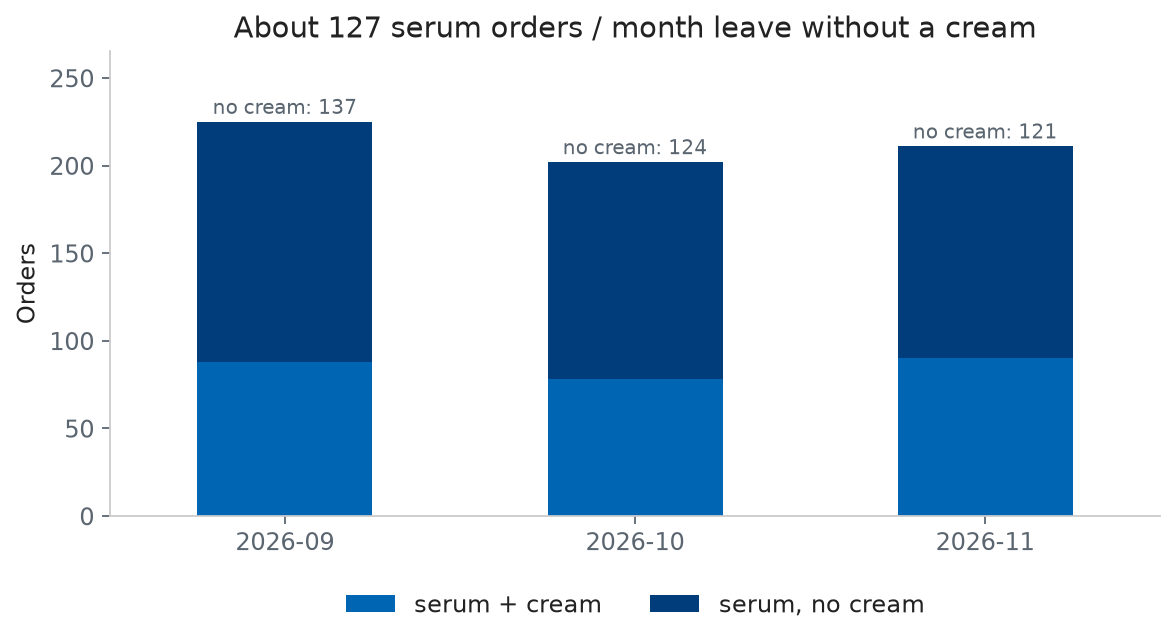 About 127 serum orders / month leave without a cream
Orders
250
200
150
100
50
0
no cream: 137
no cream: 124
no cream: 121
2026-09
2026-10
2026-11
serum + cream
serum, no cream